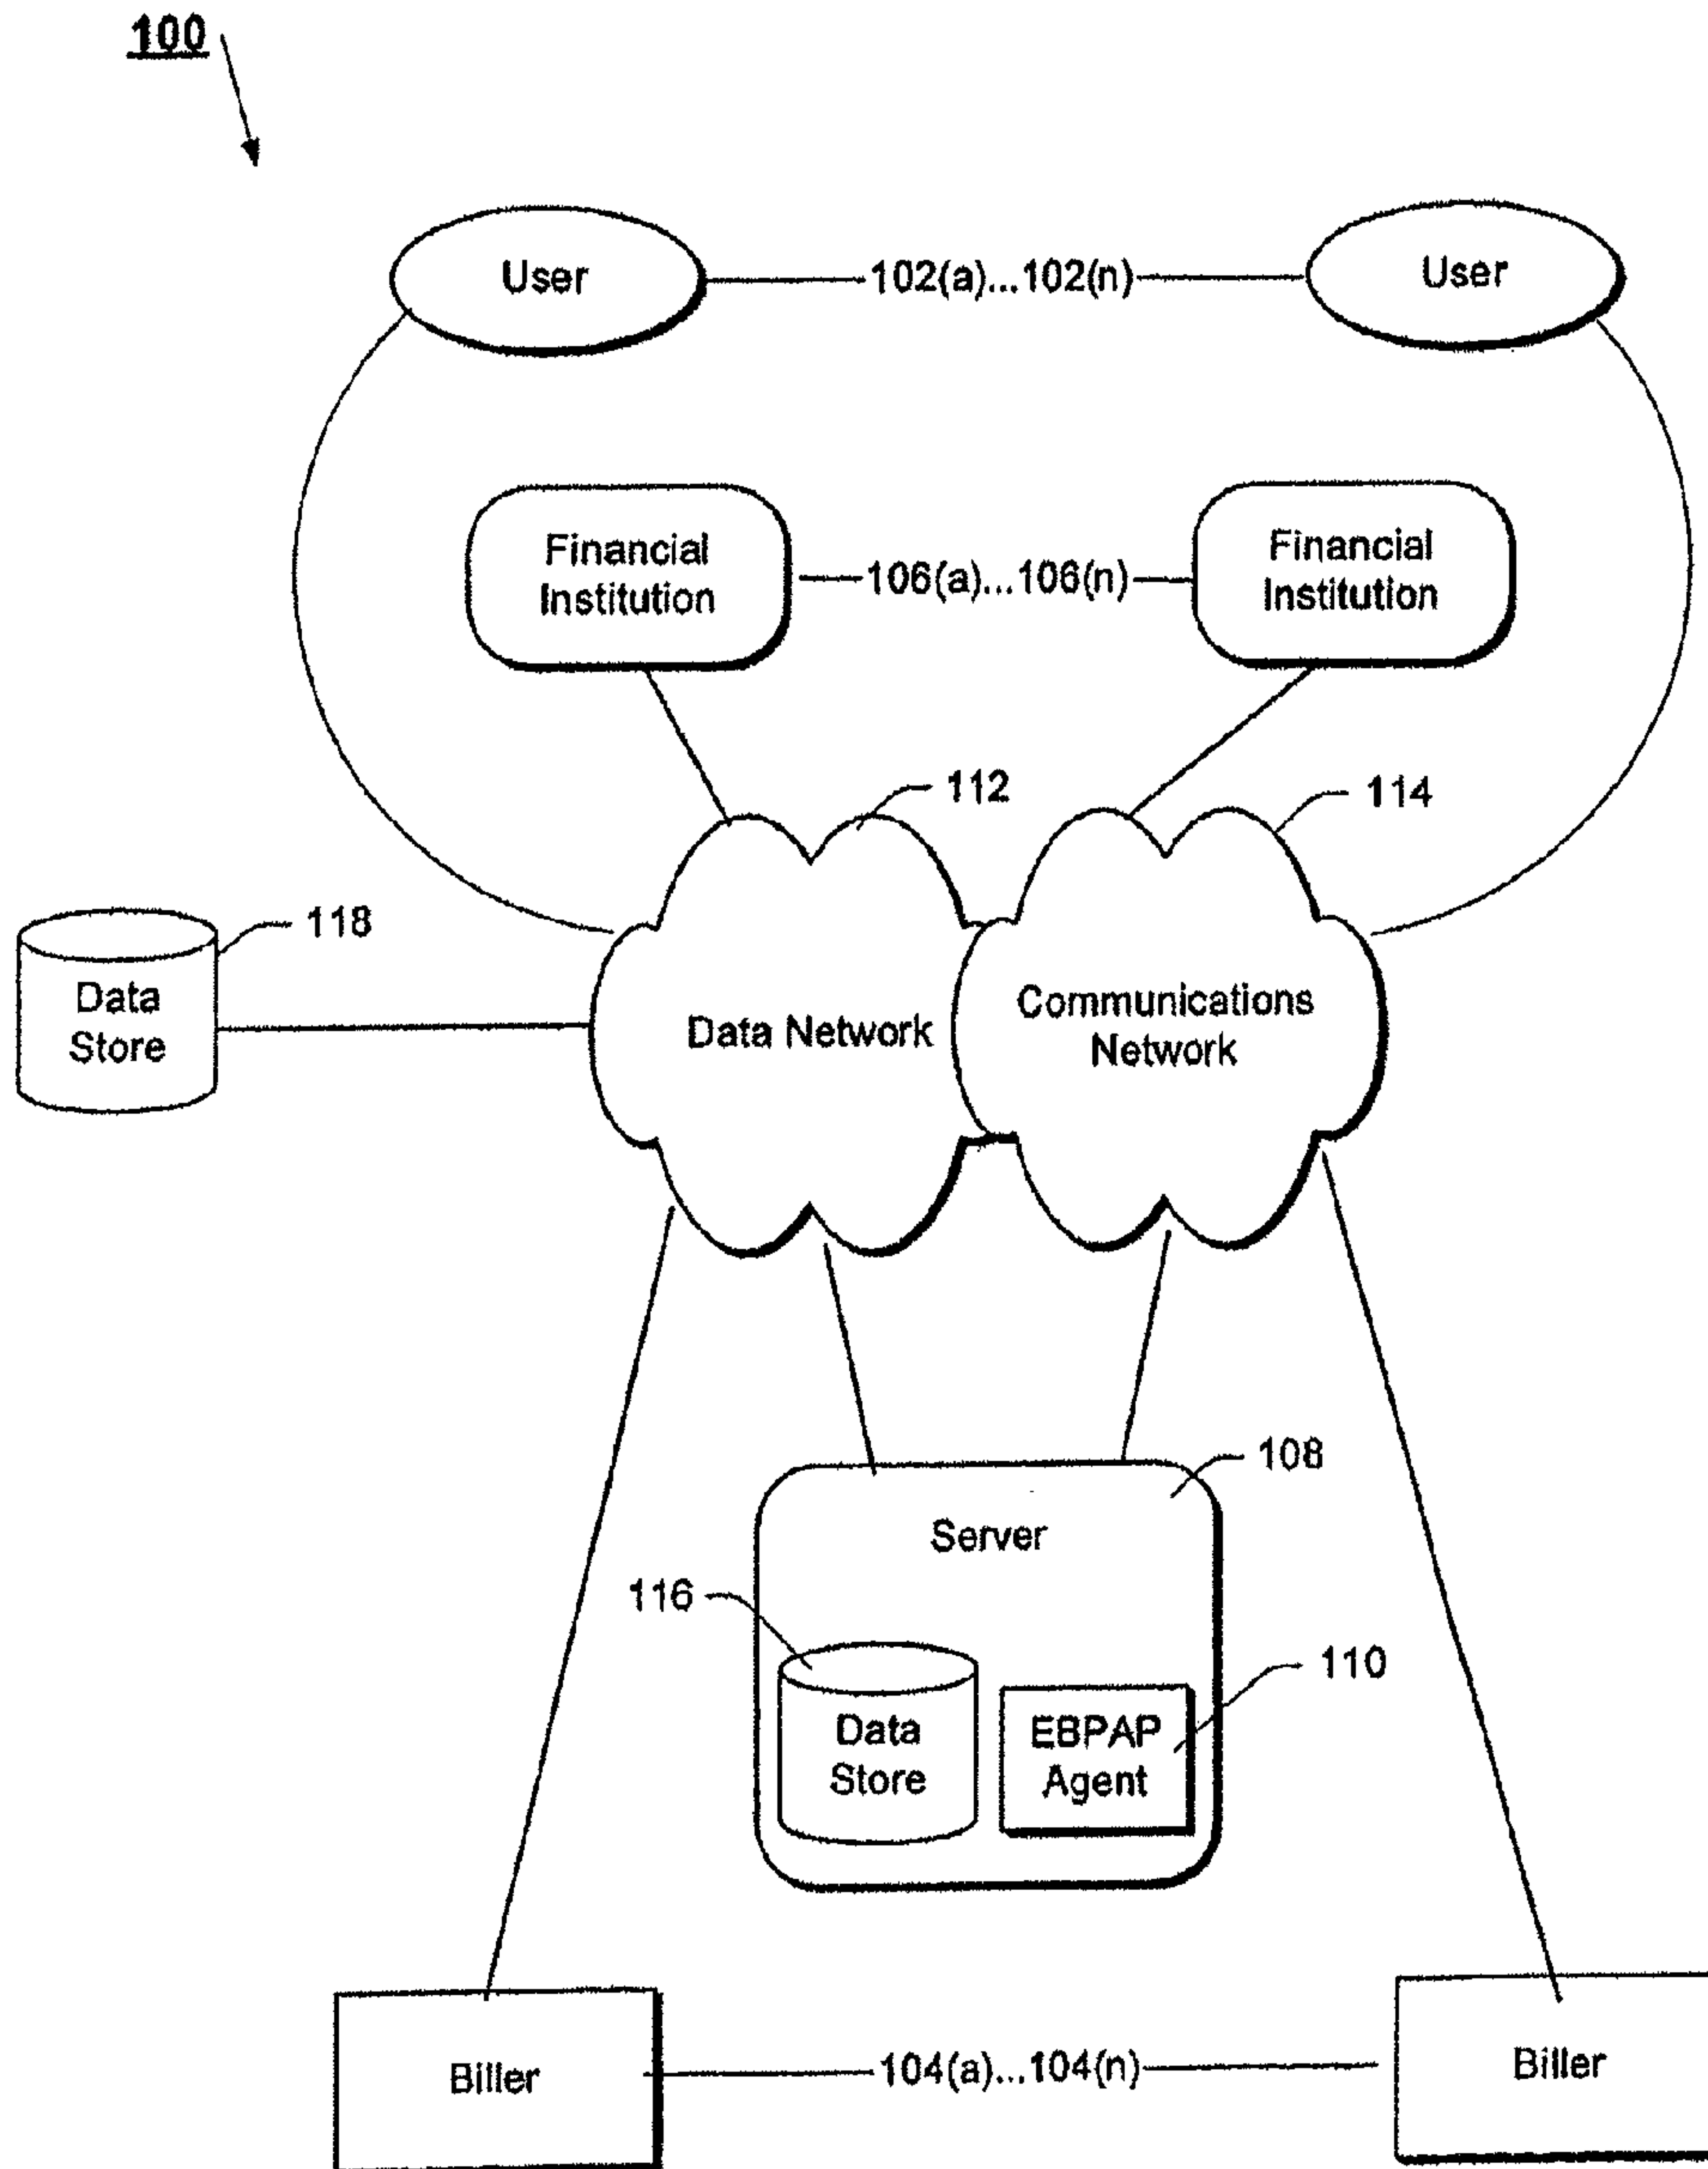 100
User
102(a)...102(n)
User
Financial
Institution
106(a)...106(n)
Financial
Institution
112
114
118
Data
Store
Data Network
Communications
Network
108
Server
116
110
Data
Store
EBPAP
Agent
Biller
104(a)...104(n)
Biller